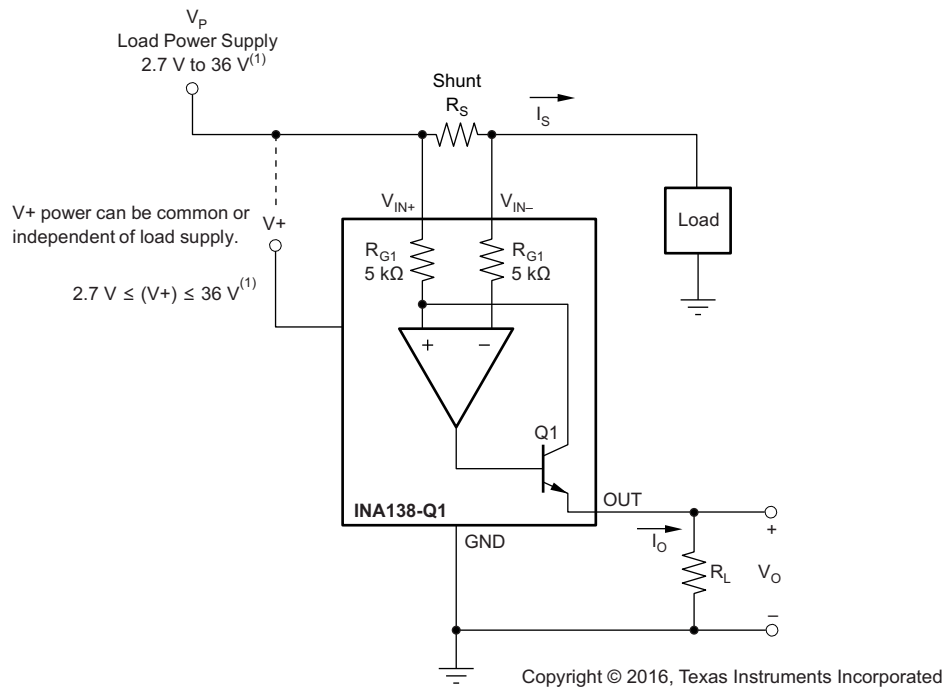 V_P
Load Power Supply
2.7 V to 36 V(1)
Shunt
R_S
I_S
V+ power can be common or
independent of load supply.
V+
2.7 V ≤ (V+) ≤ 36 V(1)
V_IN+
V_IN–
Load
R_G1
5 kΩ
R_G1
5 kΩ
+
–
Q1
INA138-Q1
OUT
GND
I_O
+
R_L
V_O
–
Copyright © 2016, Texas Instruments Incorporated